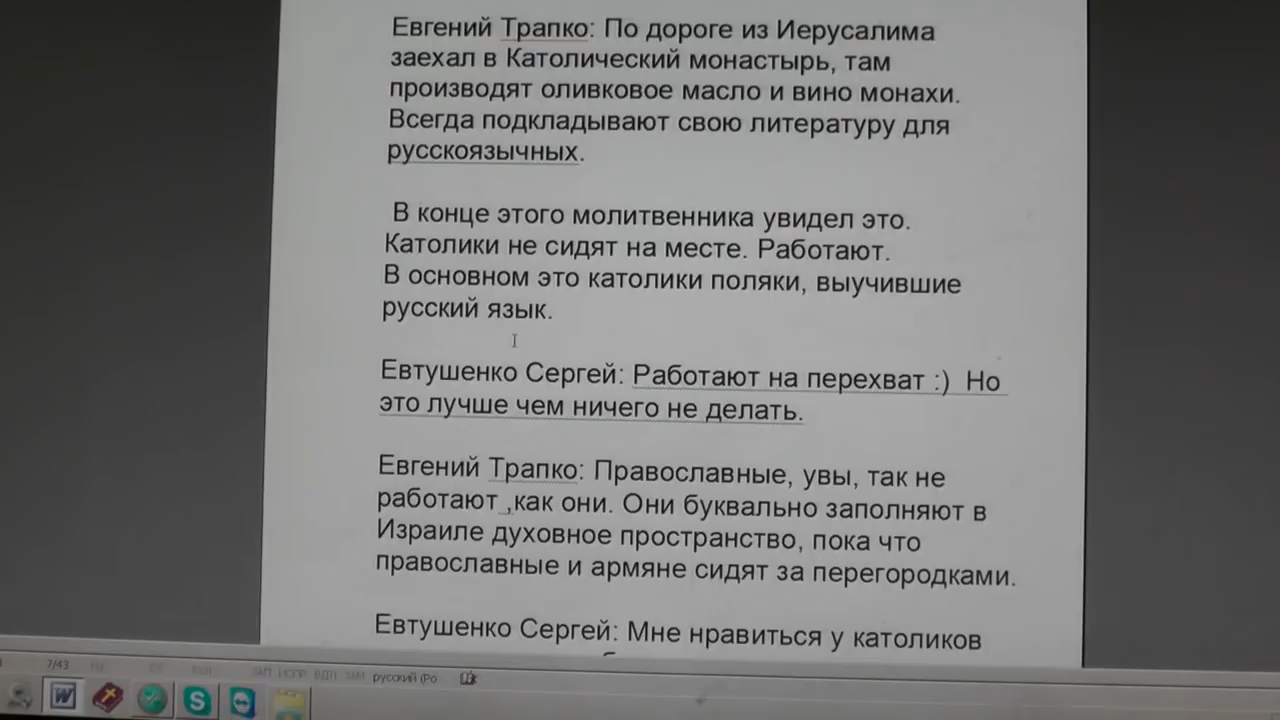 Евгений Трапко: По дороге из Иерусалима
заехал в Католический монастырь, там
производят оливковое масло и вино монахи.
Всегда подкладывают свою литературу для
русскоязычных.
В конце этого молитвенника увидел это.
Католики не сидят на месте. Работают.
В основном это католики поляки, выучившие
русский язык.
Евтушенко Сергей: Работают на перехват :) Но
это лучше чем ничего не делать.
Евгений Трапко: Православные, увы, так не
работают ,как они. Они буквально заполняют в
Израиле духовное пространство, пока что
православные и армяне сидят за перегородками.
Евтушенко Сергей: Мне нравиться у католиков
7/43 ЗАП ИСПР ВДЛ ЗАМ русский (Ро